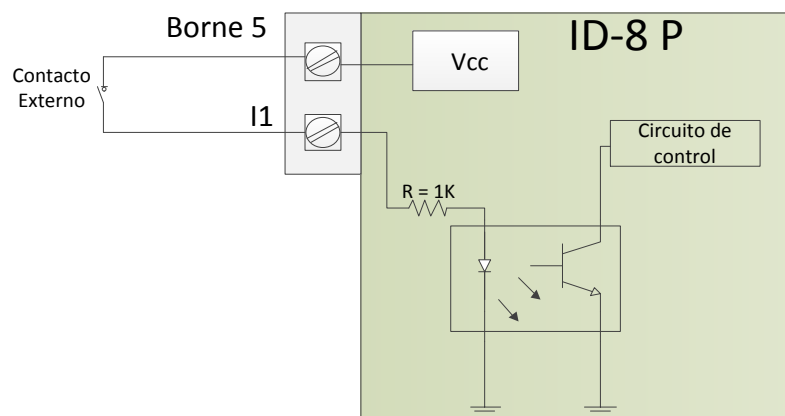 Borne 5
ID-8 P
Vcc
Contacto
Externo
I1
Circuito de
control
R = 1K